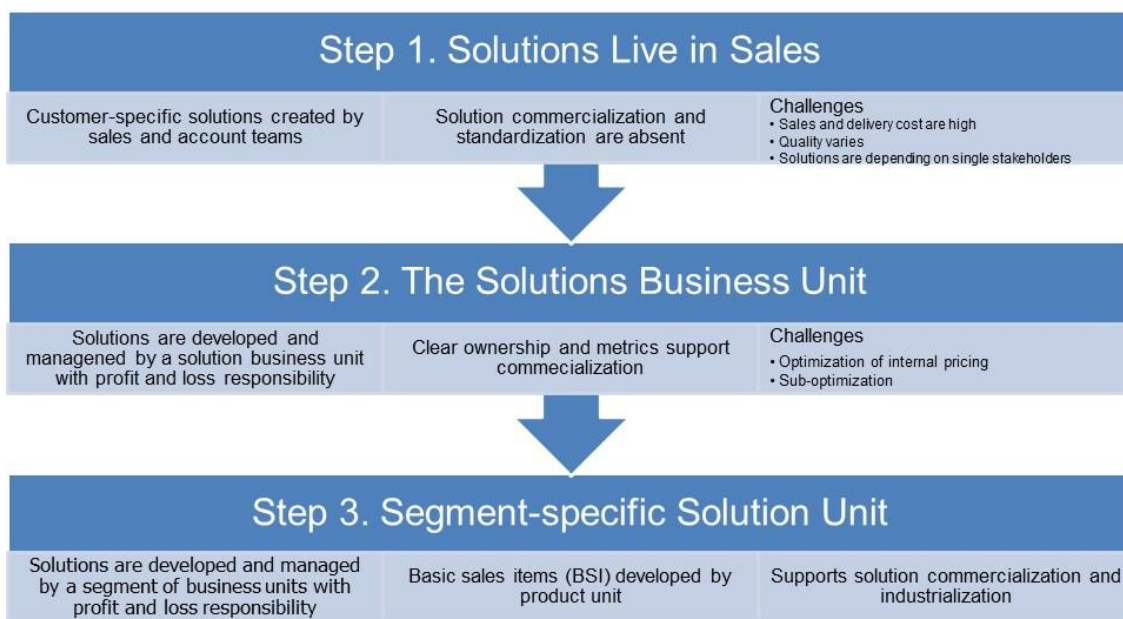 Step 1. Solutions Live in Sales
Customer-specific solutions created by
sales and account teams
Solution commercialization and
standardization are absent
Challenges
• Sales and delivery cost are high
• Quality varies
• Solutions are depending on single stakeholders
Step 2. The Solutions Business Unit
Solutions are developed and
managened by a solution business unit
with profit and loss responsibility
Clear ownership and metrics support
commecialization
Challenges
• Optimization of internal pricing
• Sub-optimization
Step 3. Segment-specific Solution Unit
Solutions are developed and managed
by a segment of business units with
profit and loss responsibility
Basic sales items (BSI) developed by
product unit
Supports solution commercialization and
industrialization